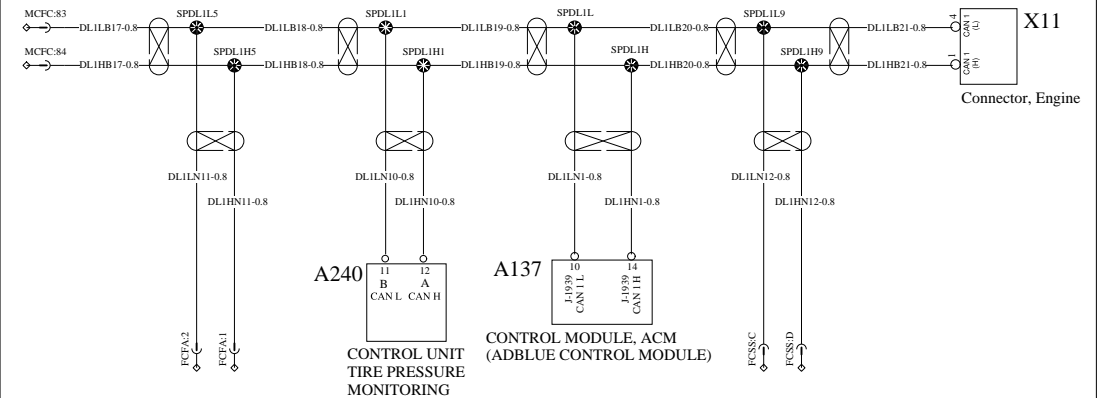 SPDL1L5 SPDL1L1 SPDL1L SPDL1L9
MCFC:83 DL1LB17-0.8 DL1LB18-0.8 DL1LB19-0.8 DL1LB20-0.8 DL1LB21-0.8 4 CAN 1 (L) X11
SPDL1H5 SPDL1H1 SPDL1H SPDL1H9
MCFC:84 DL1HB17-0.8 DL1HB18-0.8 DL1HB19-0.8 DL1HB20-0.8 DL1HB21-0.8 1 CAN 1 (H)
Connector, Engine
DL1LN11-0.8 DL1LN10-0.8 DL1LN1-0.8 DL1LN12-0.8
DL1HN11-0.8 DL1HN10-0.8 DL1HN1-0.8 DL1HN12-0.8
A240 11 12 A137 10 14
B A
CAN L CAN H
J-1939 CAN 1 L
J-1939 CAN 1 H
FCFA:2 FCFA:1 FCSS:C FCSS:D
CONTROL UNIT
TIRE PRESSURE
MONITORING
CONTROL MODULE, ACM
(ADBLUE CONTROL MODULE)